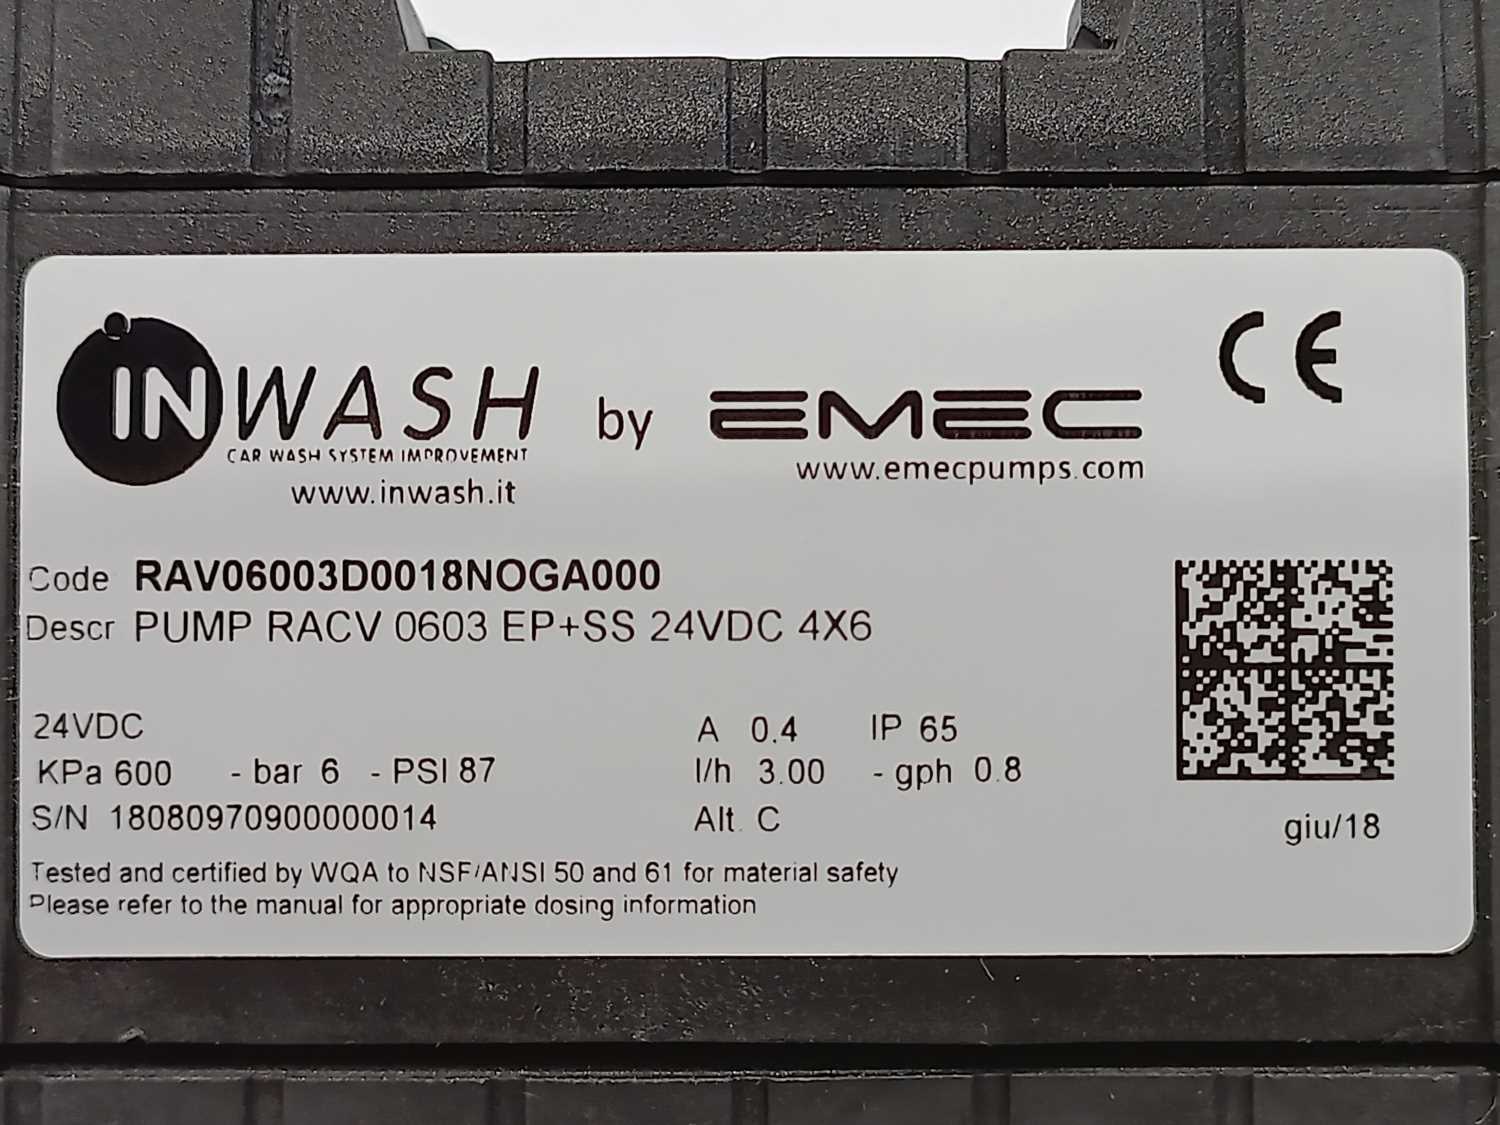 INWASH by EMEC CE
CAR WASH SYSTEM IMPROVEMENT
www.inwash.it
www.emecpumps.com
Code RAV06003D0018NOGA000
Descr PUMP RACV 0603 EP+SS 24VDC 4X6
24VDC A 0.4 IP 65
KPa 600 - bar 6 - PSI 87 l/h 3.00 - gph 0.8
S/N 18080970900000014 Alt. C
giu/18
Tested and certified by WQA to NSF/ANSI 50 and 61 for material safety
Please refer to the manual for appropriate dosing information